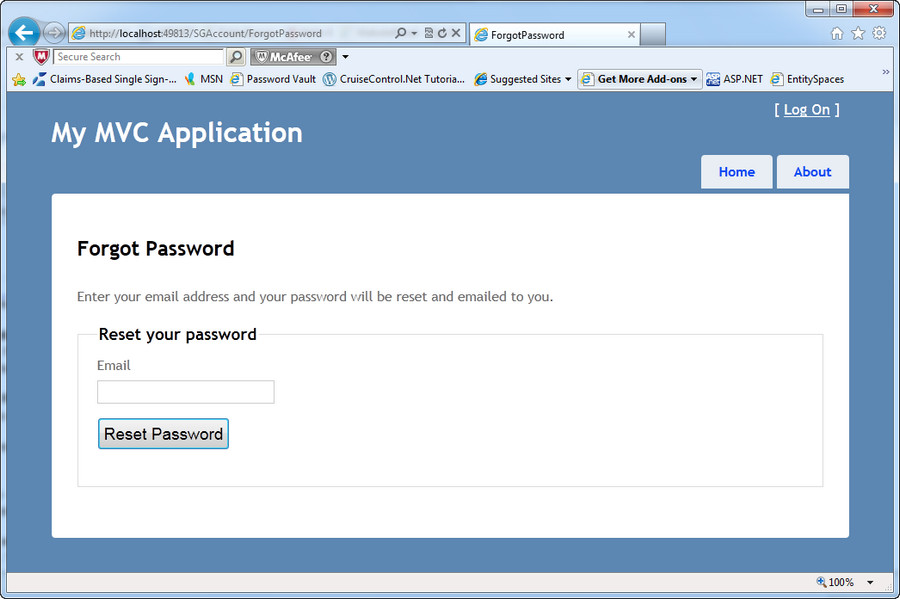 http://localhost:49813/SGAccount/ForgotPassword
ForgotPassword
Secure Search
McAfee
Claims-Based Single Sign-...
MSN
Password Vault
CruiseControl.Net Tutoria...
Suggested Sites
Get More Add-ons
ASP.NET
EntitySpaces
[ Log On ]
My MVC Application
Home
About
Forgot Password
Enter your email address and your password will be reset and emailed to you.
Reset your password
Email
Reset Password
100%